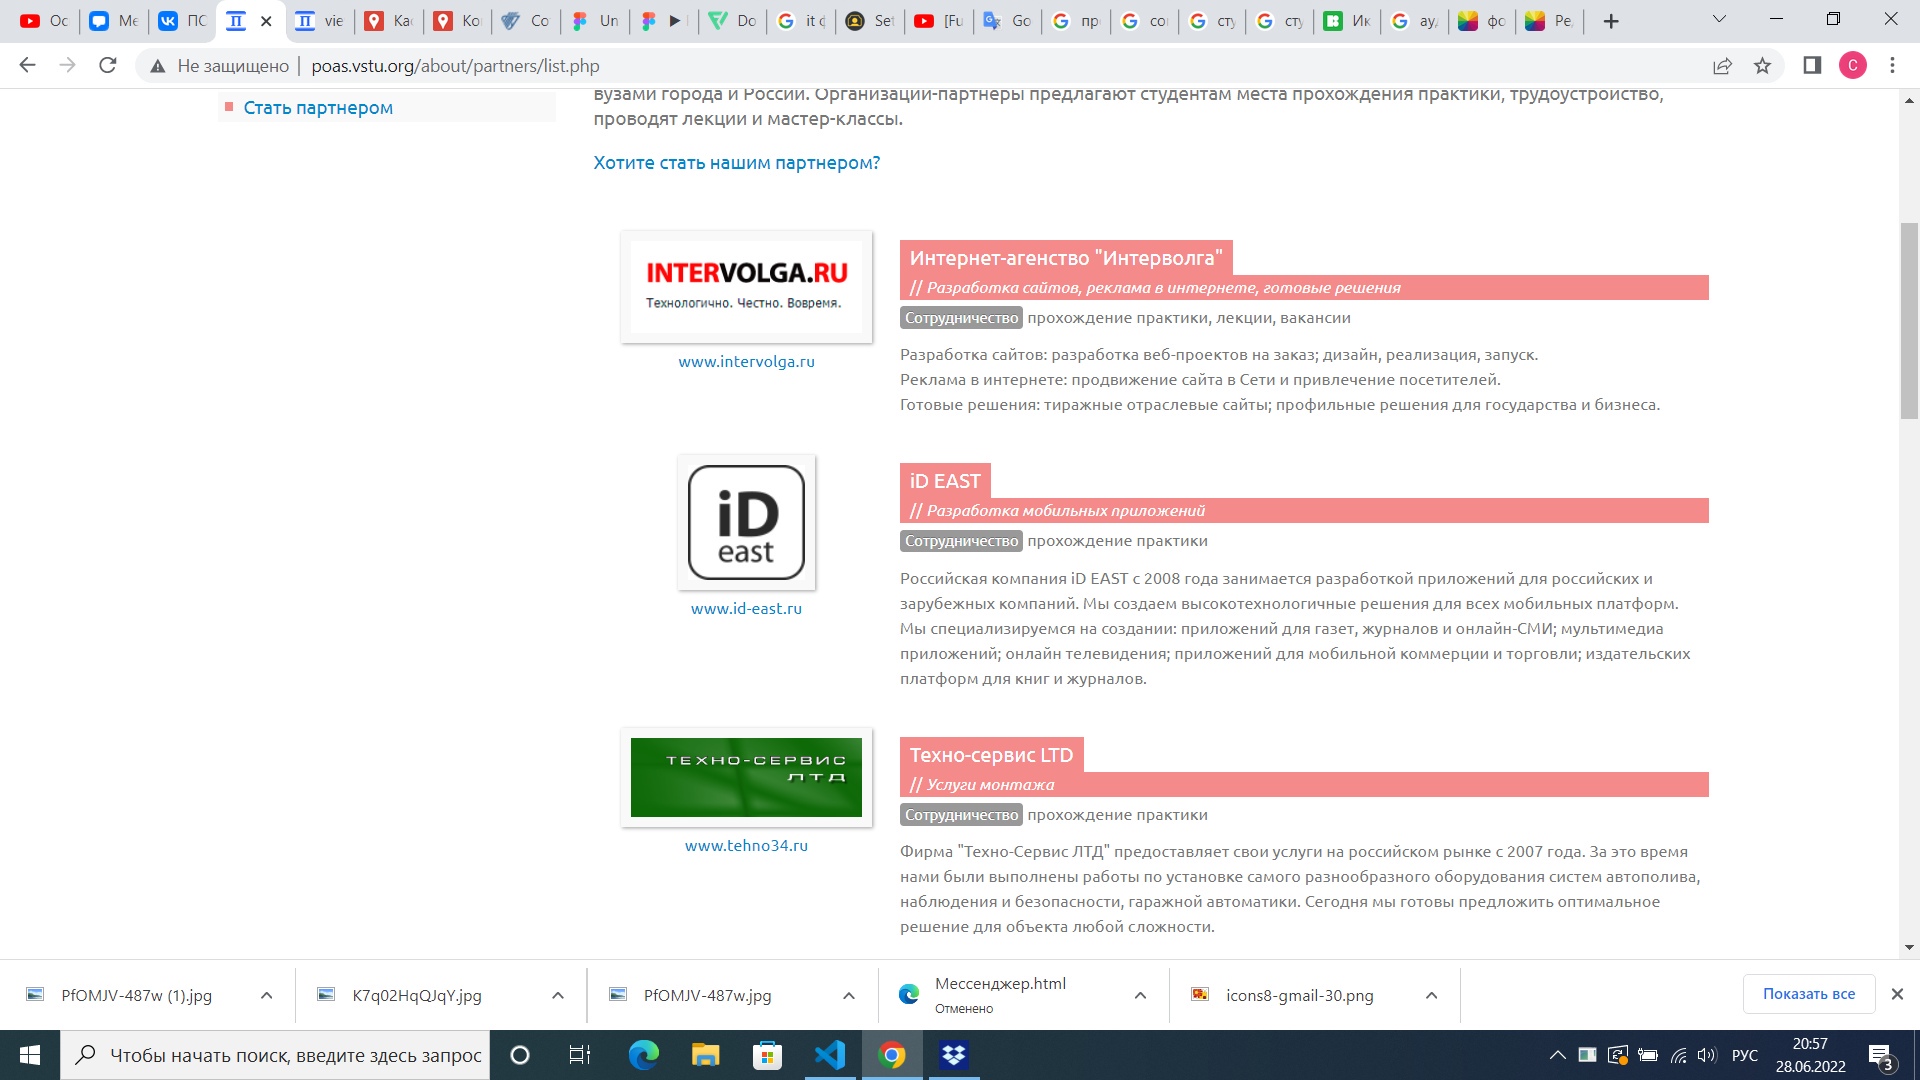 Ос
Ме
ПО
vie
Кас
Ко
Co
Un
Do
it ф
Set
[Fu
Go
пр
co
сту
сту
Ик
ау
фо
Ре
Не защищено
poas.vstu.org/about/partners/list.php
С
Стать партнером
вузами города и России. Организации-партнеры предлагают студентам места прохождения практики, трудоустройство,
проводят лекции и мастер-классы.
Хотите стать нашим партнером?
INTERVOLGA.RU
Технологично. Честно. Вовремя.
www.intervolga.ru
Интернет-агенство "Интерволга"
// Разработка сайтов, реклама в интернете, готовые решения
Сотрудничество прохождение практики, лекции, вакансии
Разработка сайтов: разработка веб-проектов на заказ; дизайн, реализация, запуск.
Реклама в интернете: продвижение сайта в Сети и привлечение посетителей.
Готовые решения: тиражные отраслевые сайты; профильные решения для государства и бизнеса.
iD
east
www.id-east.ru
iD EAST
// Разработка мобильных приложений
Сотрудничество прохождение практики
Российская компания iD EAST с 2008 года занимается разработкой приложений для российских и
зарубежных компаний. Мы создаем высокотехнологичные решения для всех мобильных платформ.
Мы специализируемся на создании: приложений для газет, журналов и онлайн-СМИ; мультимедиа
приложений; онлайн телевидения; приложений для мобильной коммерции и торговли; издательских
платформ для книг и журналов.
ТЕХНО-СЕРВИС
ЛТД
www.tehno34.ru
Техно-сервис LTD
// Услуги монтажа
Сотрудничество прохождение практики
Фирма "Техно-Сервис ЛТД" предоставляет свои услуги на российском рынке с 2007 года. За это время
нами были выполнены работы по установке самого разнообразного оборудования систем автополива,
наблюдения и безопасности, гаражной автоматики. Сегодня мы готовы предложить оптимальное
решение для объекта любой сложности.
PfOMJV-487w (1).jpg
K7q02HqQJqY.jpg
PfOMJV-487w.jpg
Мессенджер.html
Отменено
icons8-gmail-30.png
Показать все
Чтобы начать поиск, введите здесь запрос
РУС
20:57
28.06.2022
3